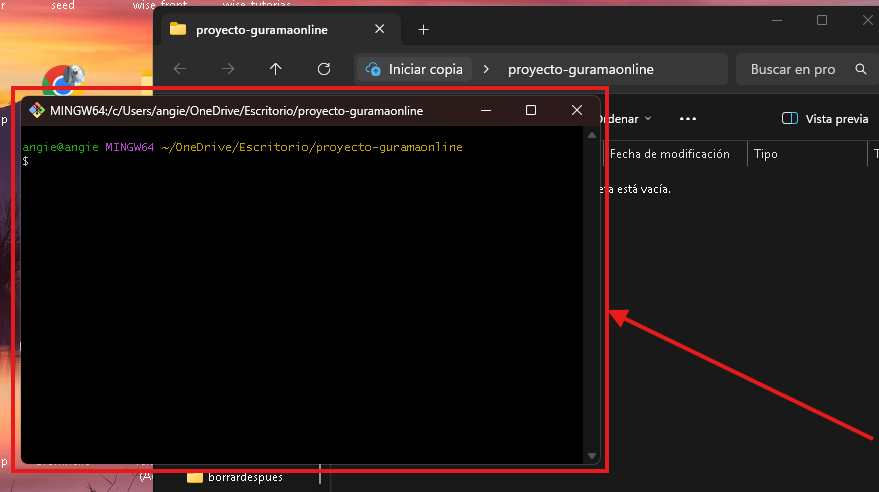 seed
wise front
wise-tutorias
proyecto-guramaonline
Iniciar copia
proyecto-guramaonline
Buscar en pro
MINGW64:/c/Users/angie/OneDrive/Escritorio/proyecto-guramaonline
Ordenar
Vista previa
Fecha de modificación
Tipo
está vacía.
angie@angie MINGW64 ~/OneDrive/Escritorio/proyecto-guramaonline
$
borrardespues